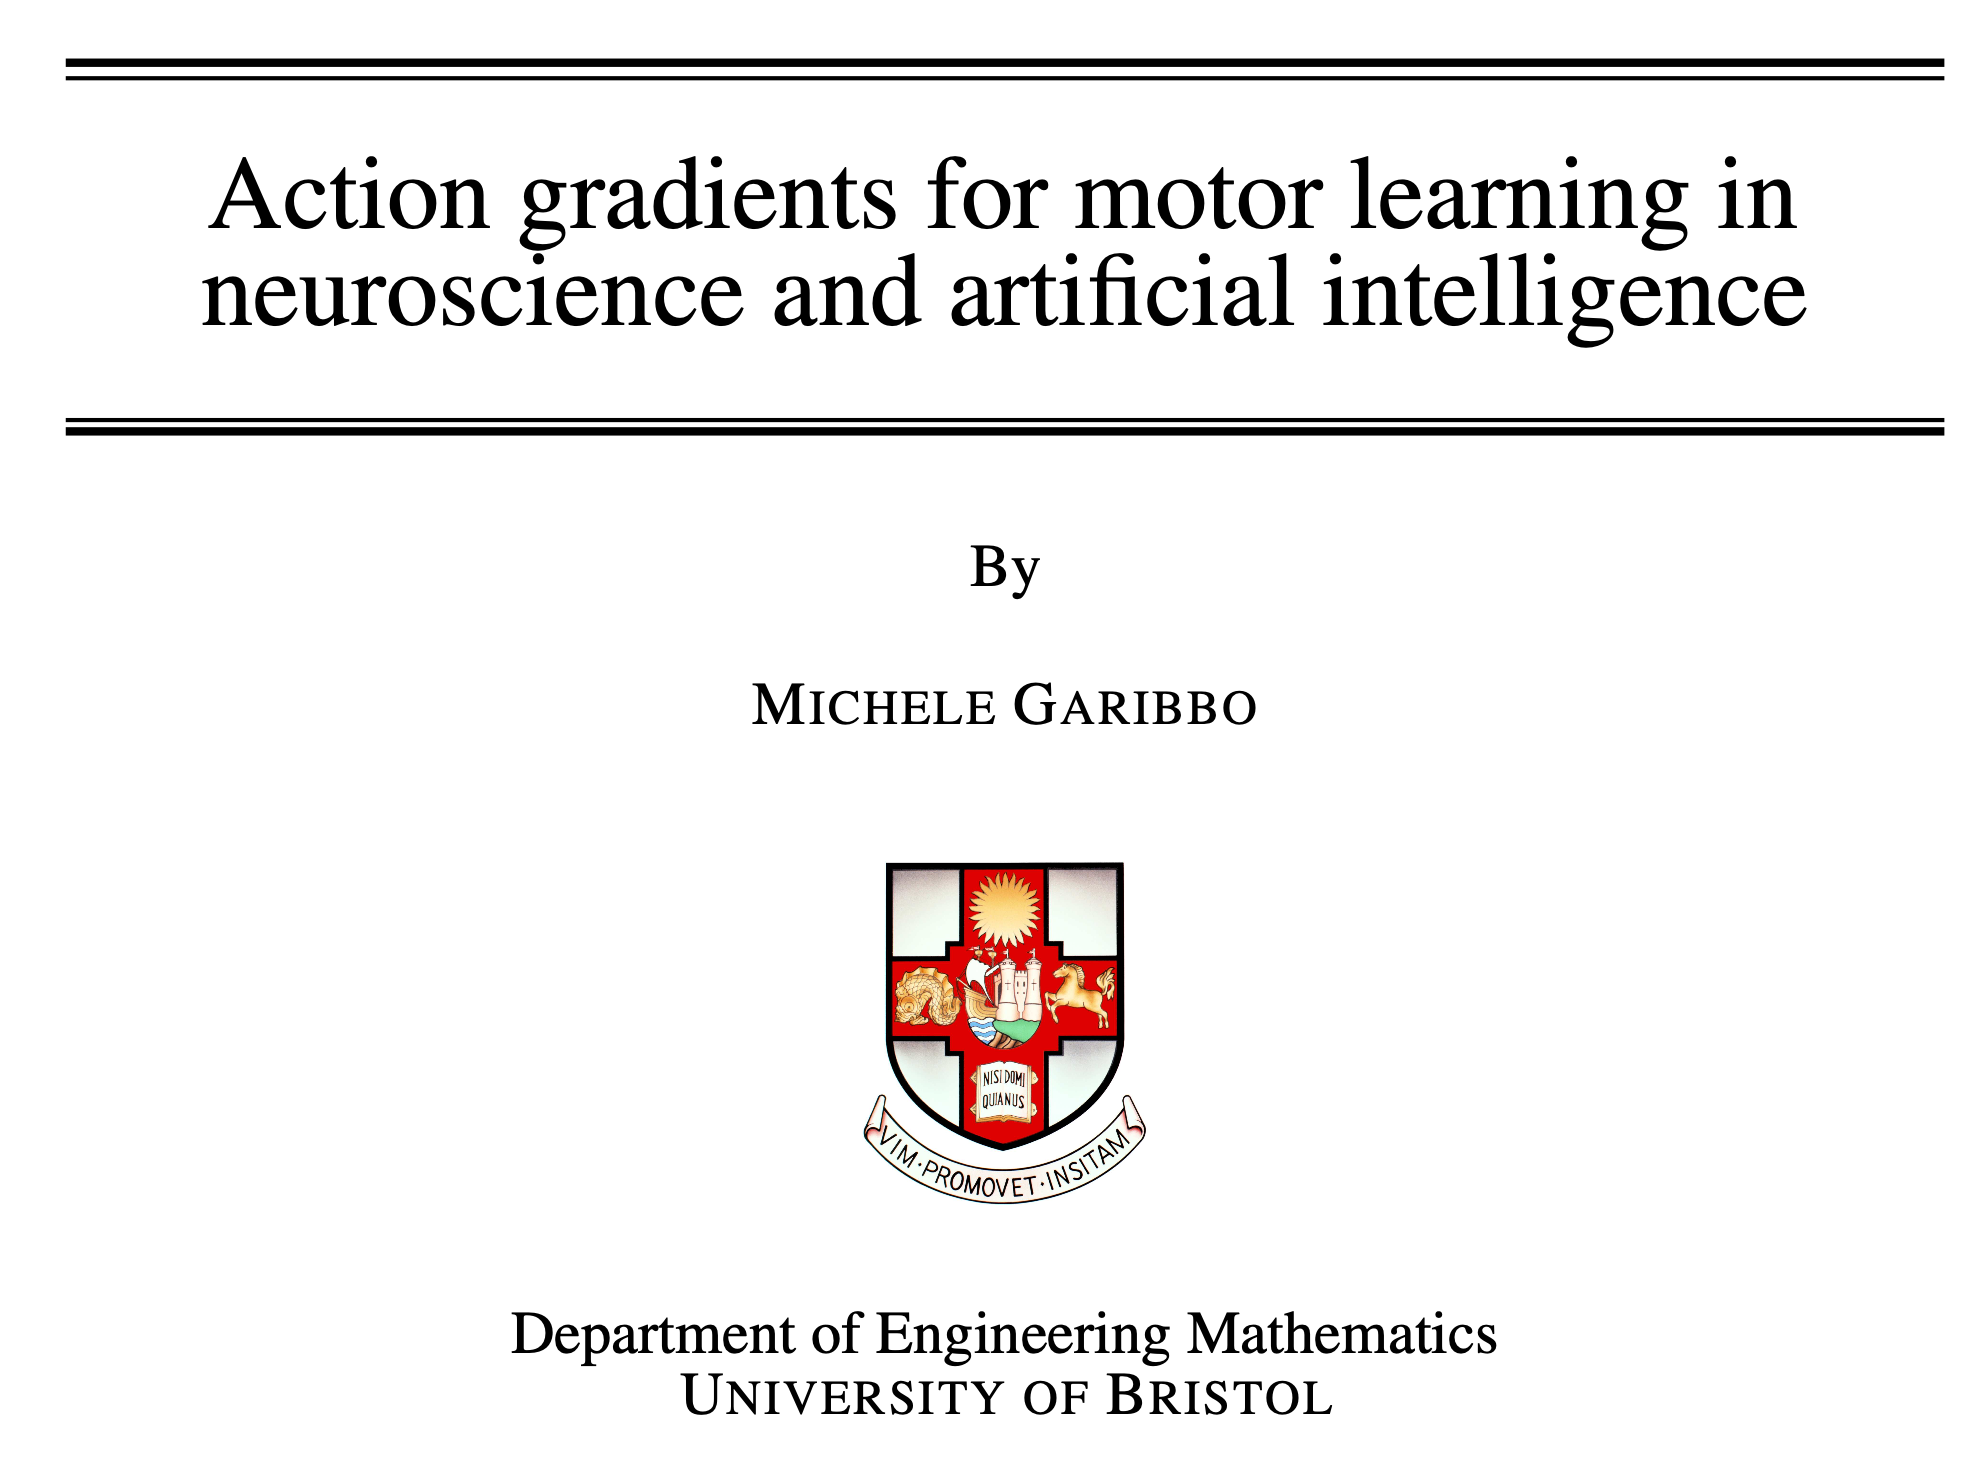 Action gradients for motor learning in
neuroscience and artificial intelligence
By
MICHELE GARIBBO
NISI DOMI
QUIANUS
VIM·PROMOVET·INSITAM
Department of Engineering Mathematics
UNIVERSITY OF BRISTOL